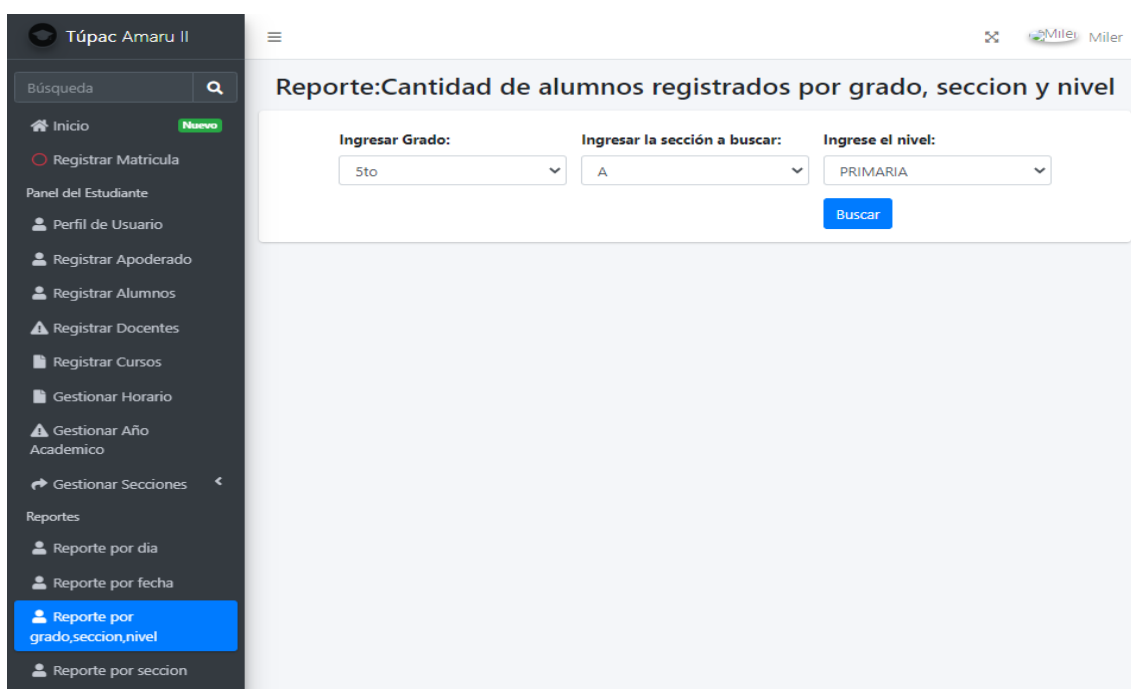 Túpac Amaru II
Búsqueda
Inicio Nuevo
Registrar Matricula
Panel del Estudiante
Perfil de Usuario
Registrar Apoderado
Registrar Alumnos
Registrar Docentes
Registrar Cursos
Gestionar Horario
Gestionar Año
Academico
Gestionar Secciones
Reportes
Reporte por dia
Reporte por fecha
Reporte por
grado,seccion,nivel
Reporte por seccion
Miler Miler
Reporte:Cantidad de alumnos registrados por grado, seccion y nivel
Ingresar Grado: Ingresar la sección a buscar: Ingrese el nivel:
5to A PRIMARIA
Buscar